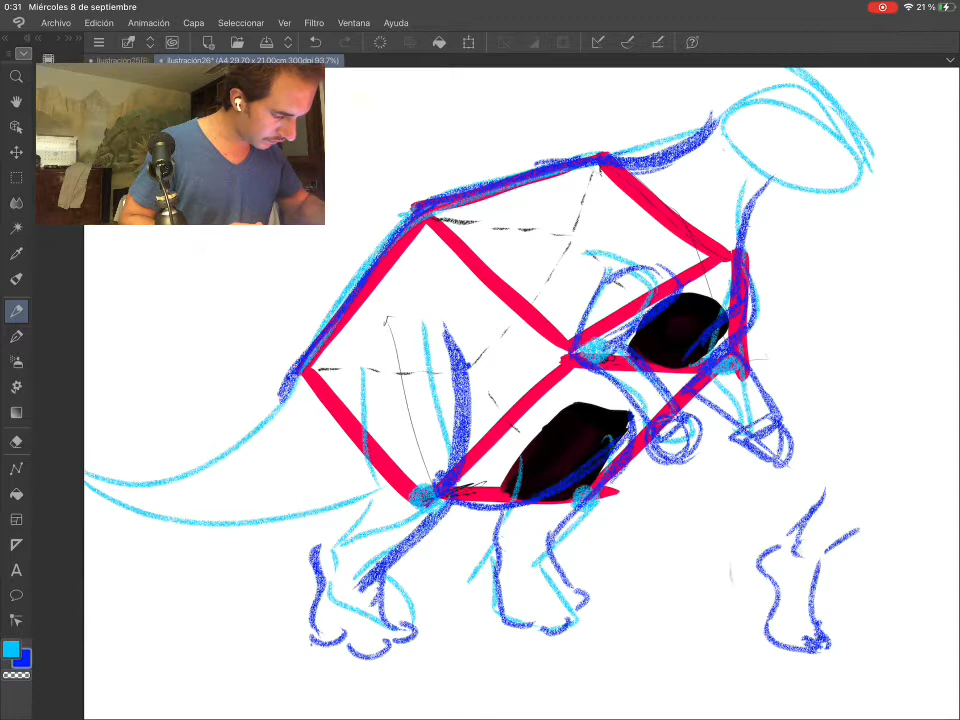 0:31 Miércoles 8 de septiembre 21 %
Archivo Edición Animación Capa Seleccionar Ver Filtro Ventana Ayuda
Ilustración26* (A4 29.70 x 21.00cm 300dpi 93.7%)